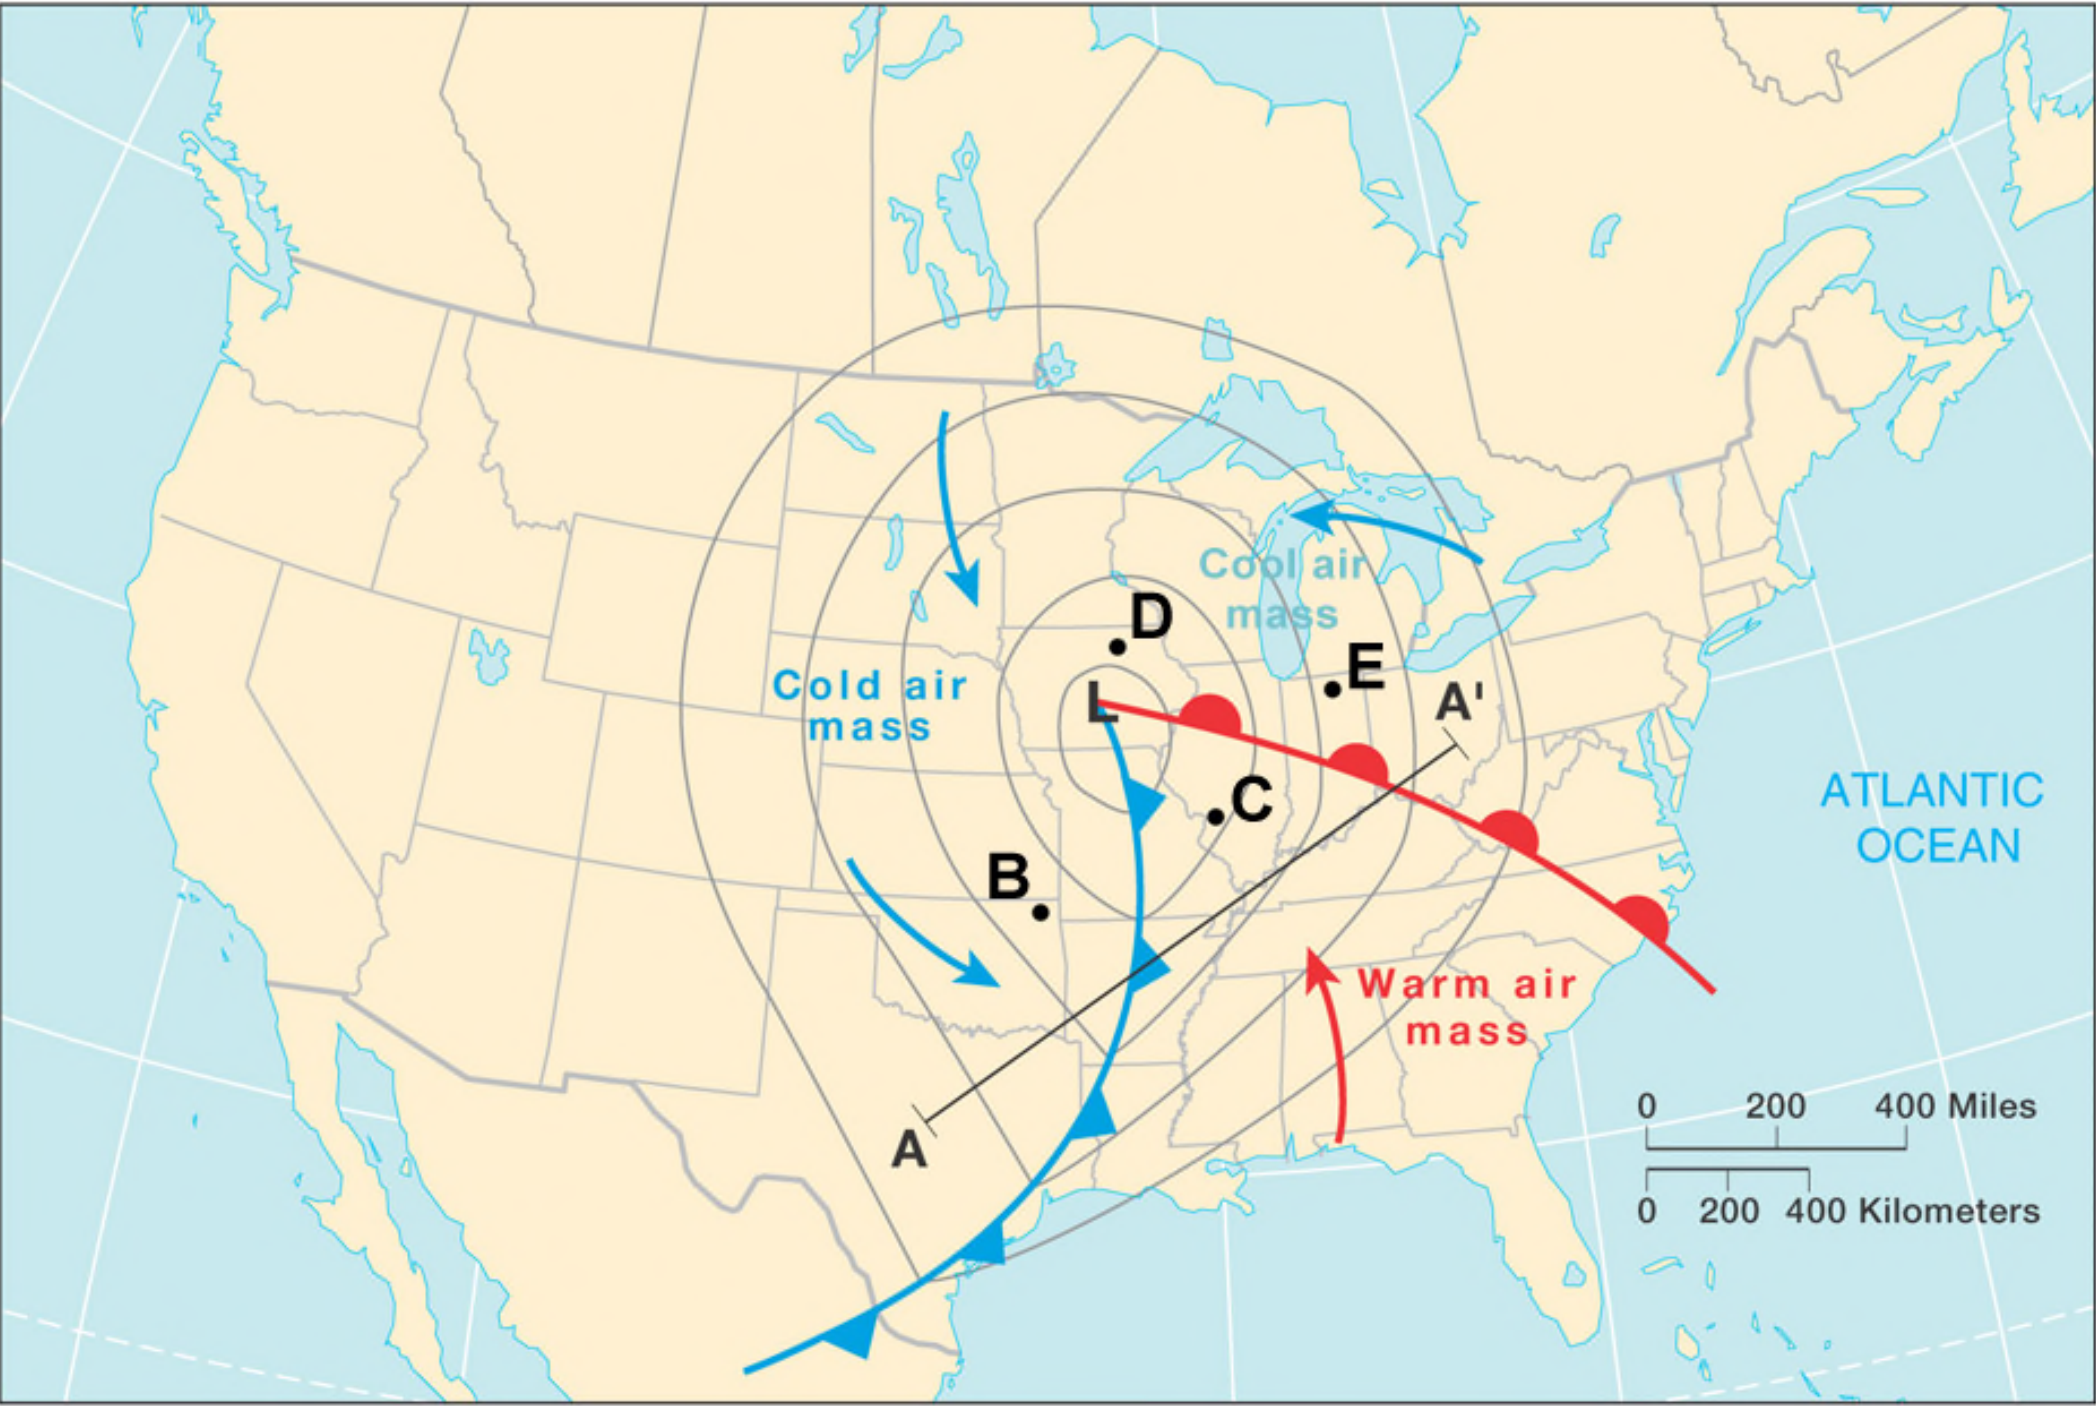 Cool air
mass
D
E
Cold air
mass
L
A'
C
B
ATLANTIC
OCEAN
Warm air
mass
A
0 200 400 Miles
0 200 400 Kilometers